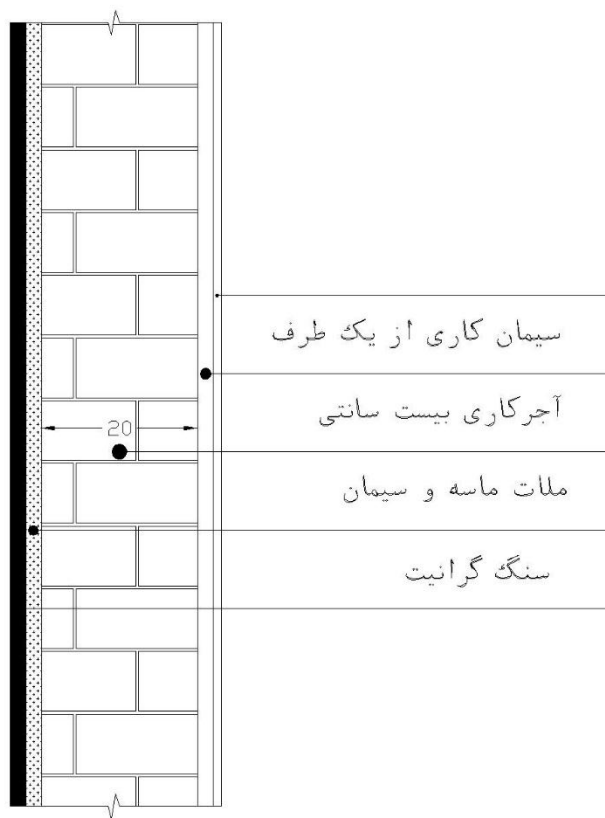 سیمان کاری از یک طرف
آجرکاری بیست سانتی
20
ملات ماسه و سیمان
سنگ گرانیت